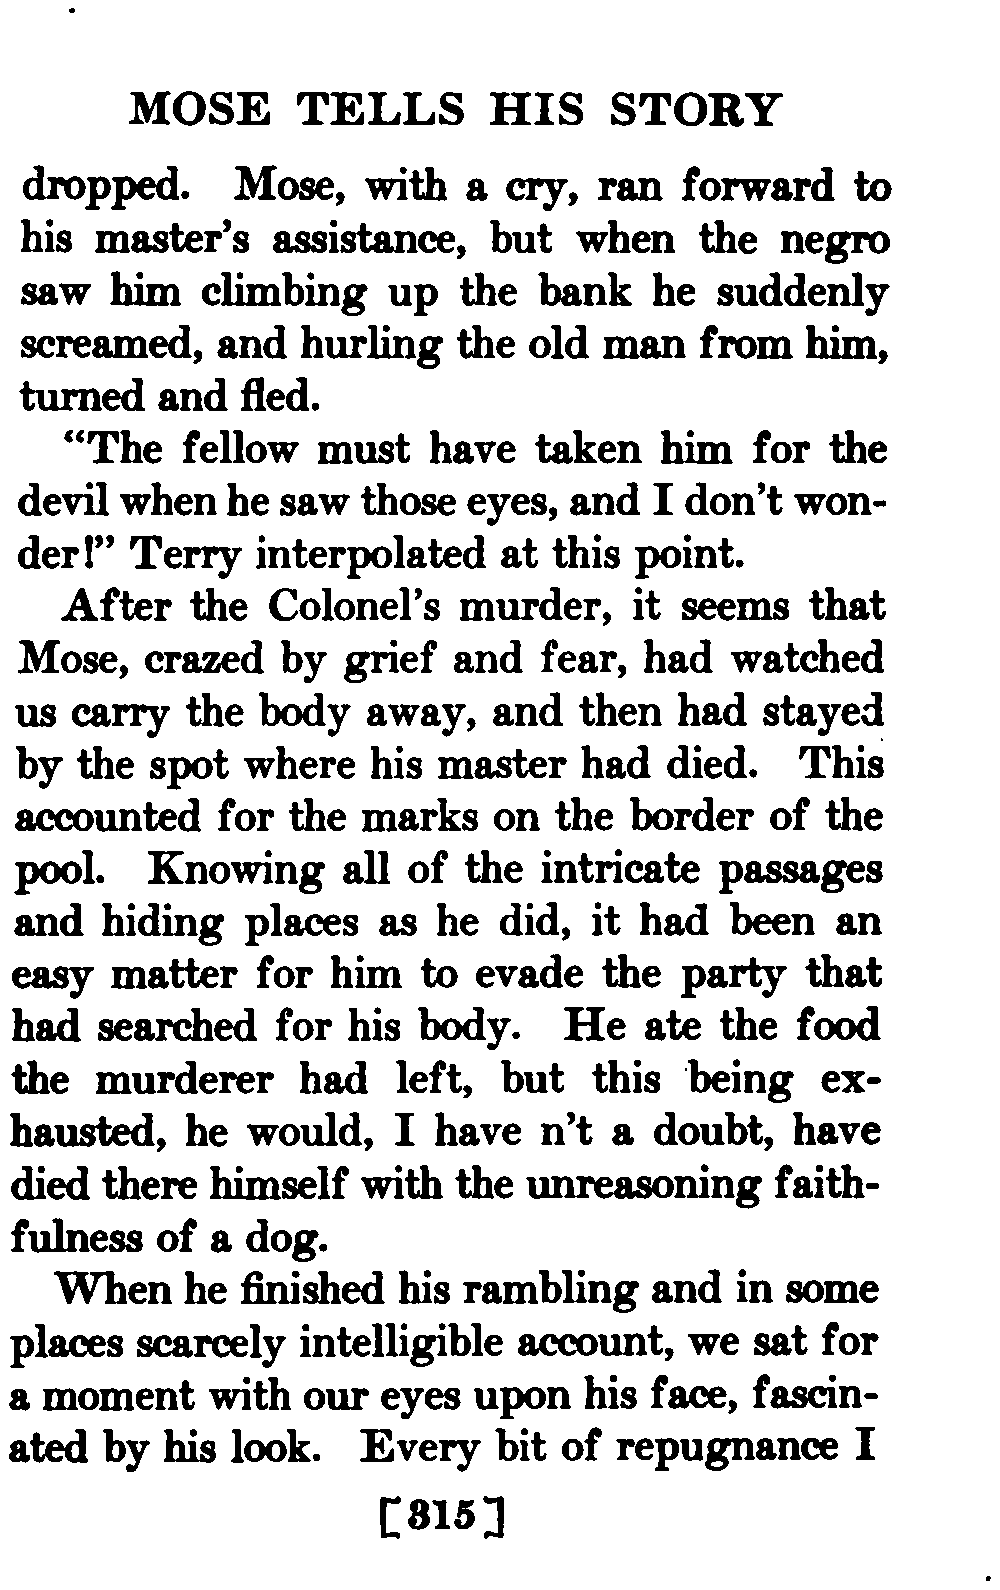 MOSE TELLS HIS STORY
dropped. Mose, with a cry, ran forward to
his master's assistance, but when the negro
saw him climbing up the bank he suddenly
screamed, and hurling the old man from him,
turned and fled.
“The fellow must have taken him for the
devil when he saw those eyes, and I don't won-
der!” Terry interpolated at this point.
After the Colonel's murder, it seems that
Mose, crazed by grief and fear, had watched
us carry the body away, and then had stayed
by the spot where his master had died. This
accounted for the marks on the border of the
pool. Knowing all of the intricate passages
and hiding places as he did, it had been an
easy matter for him to evade the party that
had searched for his body. He ate the food
the murderer had left, but this being ex-
hausted, he would, I have n't a doubt, have
died there himself with the unreasoning faith-
fulness of a dog.
When he finished his rambling and in some
places scarcely intelligible account, we sat for
a moment with our eyes upon his face, fascin-
ated by his look. Every bit of repugnance I
[315]